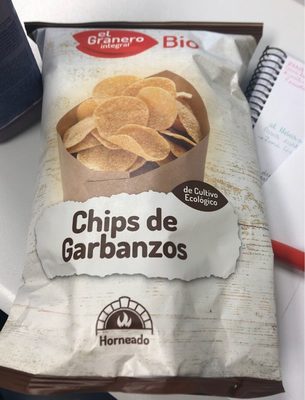 el
Granero
integral
Bio
de Cultivo
Ecológico
Chips de
Garbanzos
Horneado